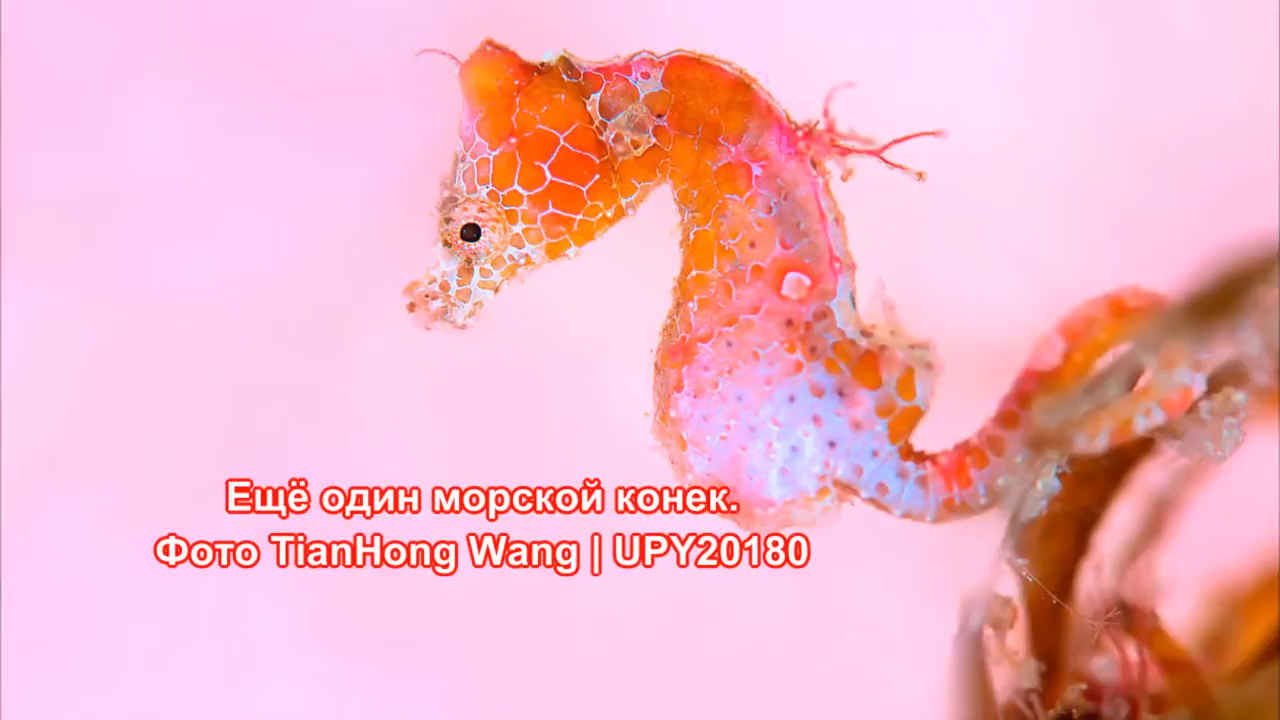 Ещё один морской конек.
Фото TianHong Wang | UPY20180